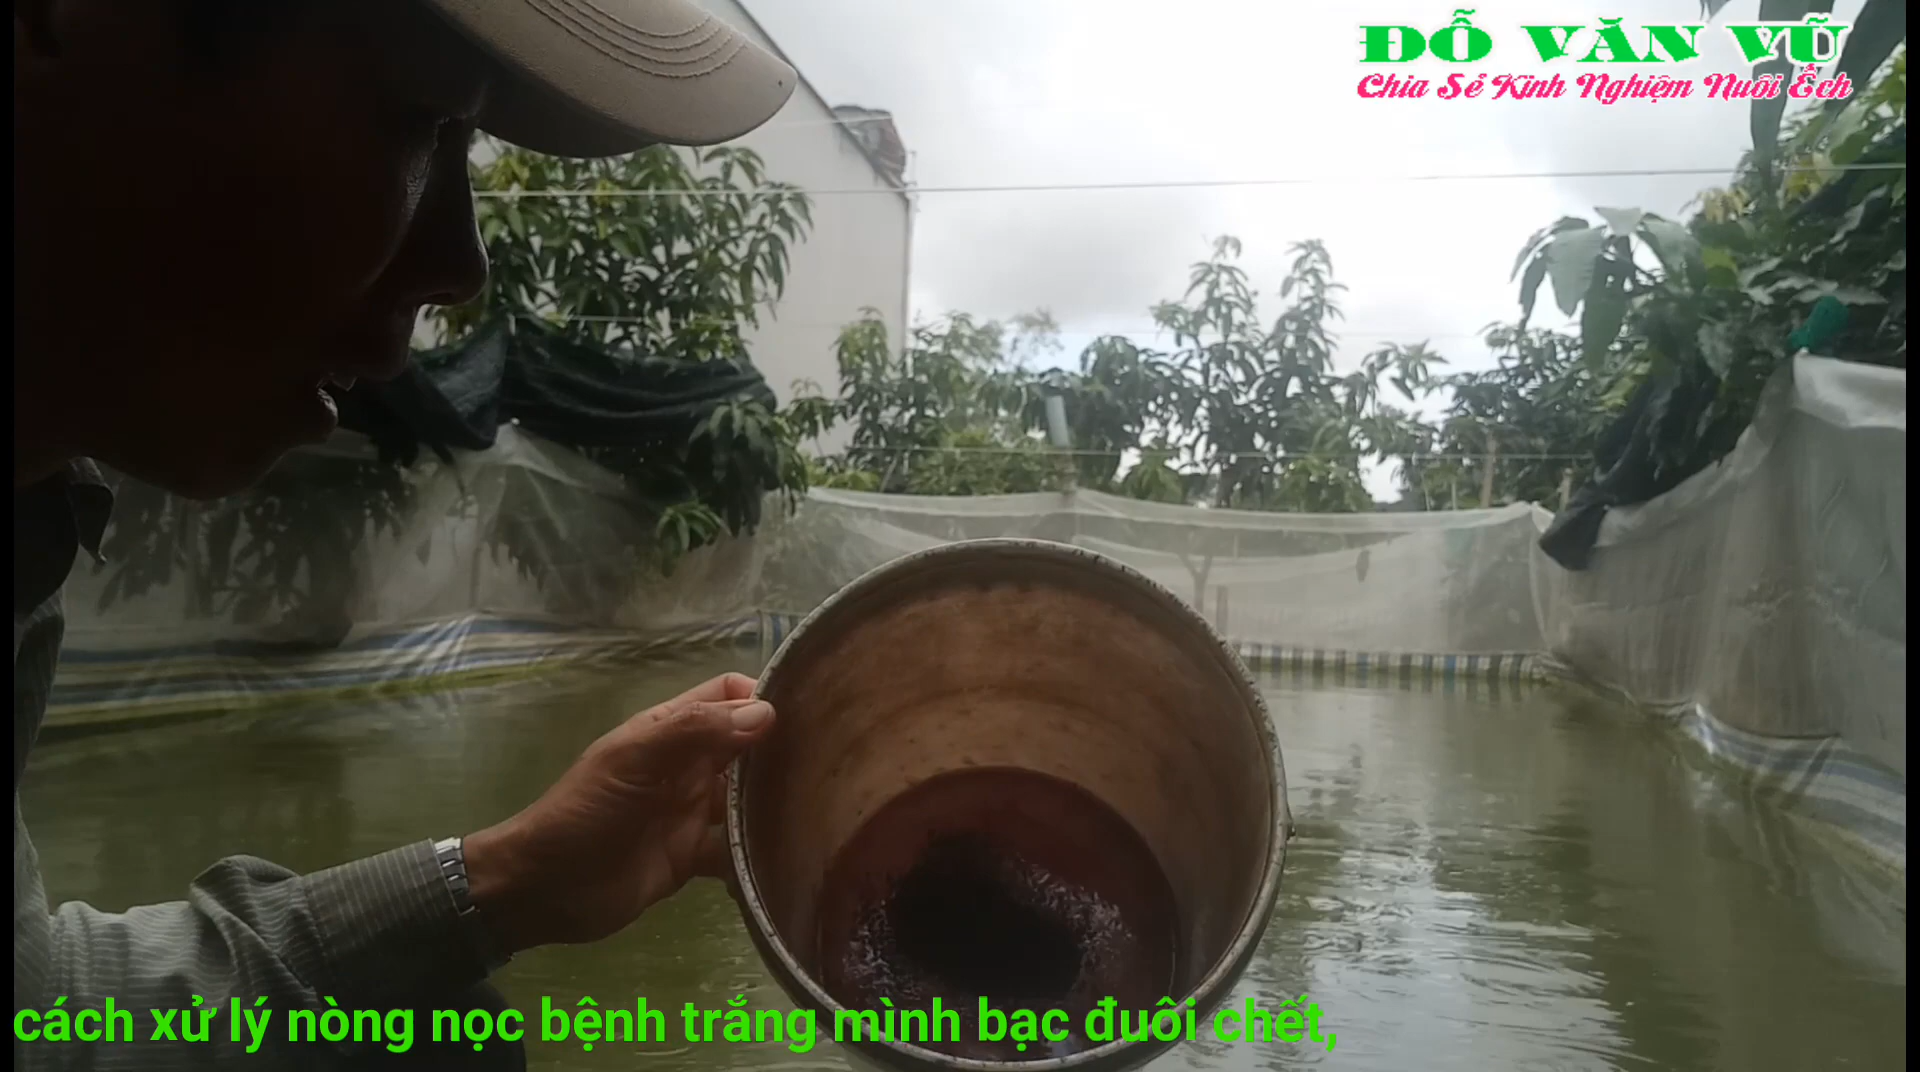 ĐỖ VĂN VŨ
Chia Sẻ Kinh Nghiệm Nuôi Ếch
cách xử lý nòng nọc bệnh trắng mình bạc đuôi chết,